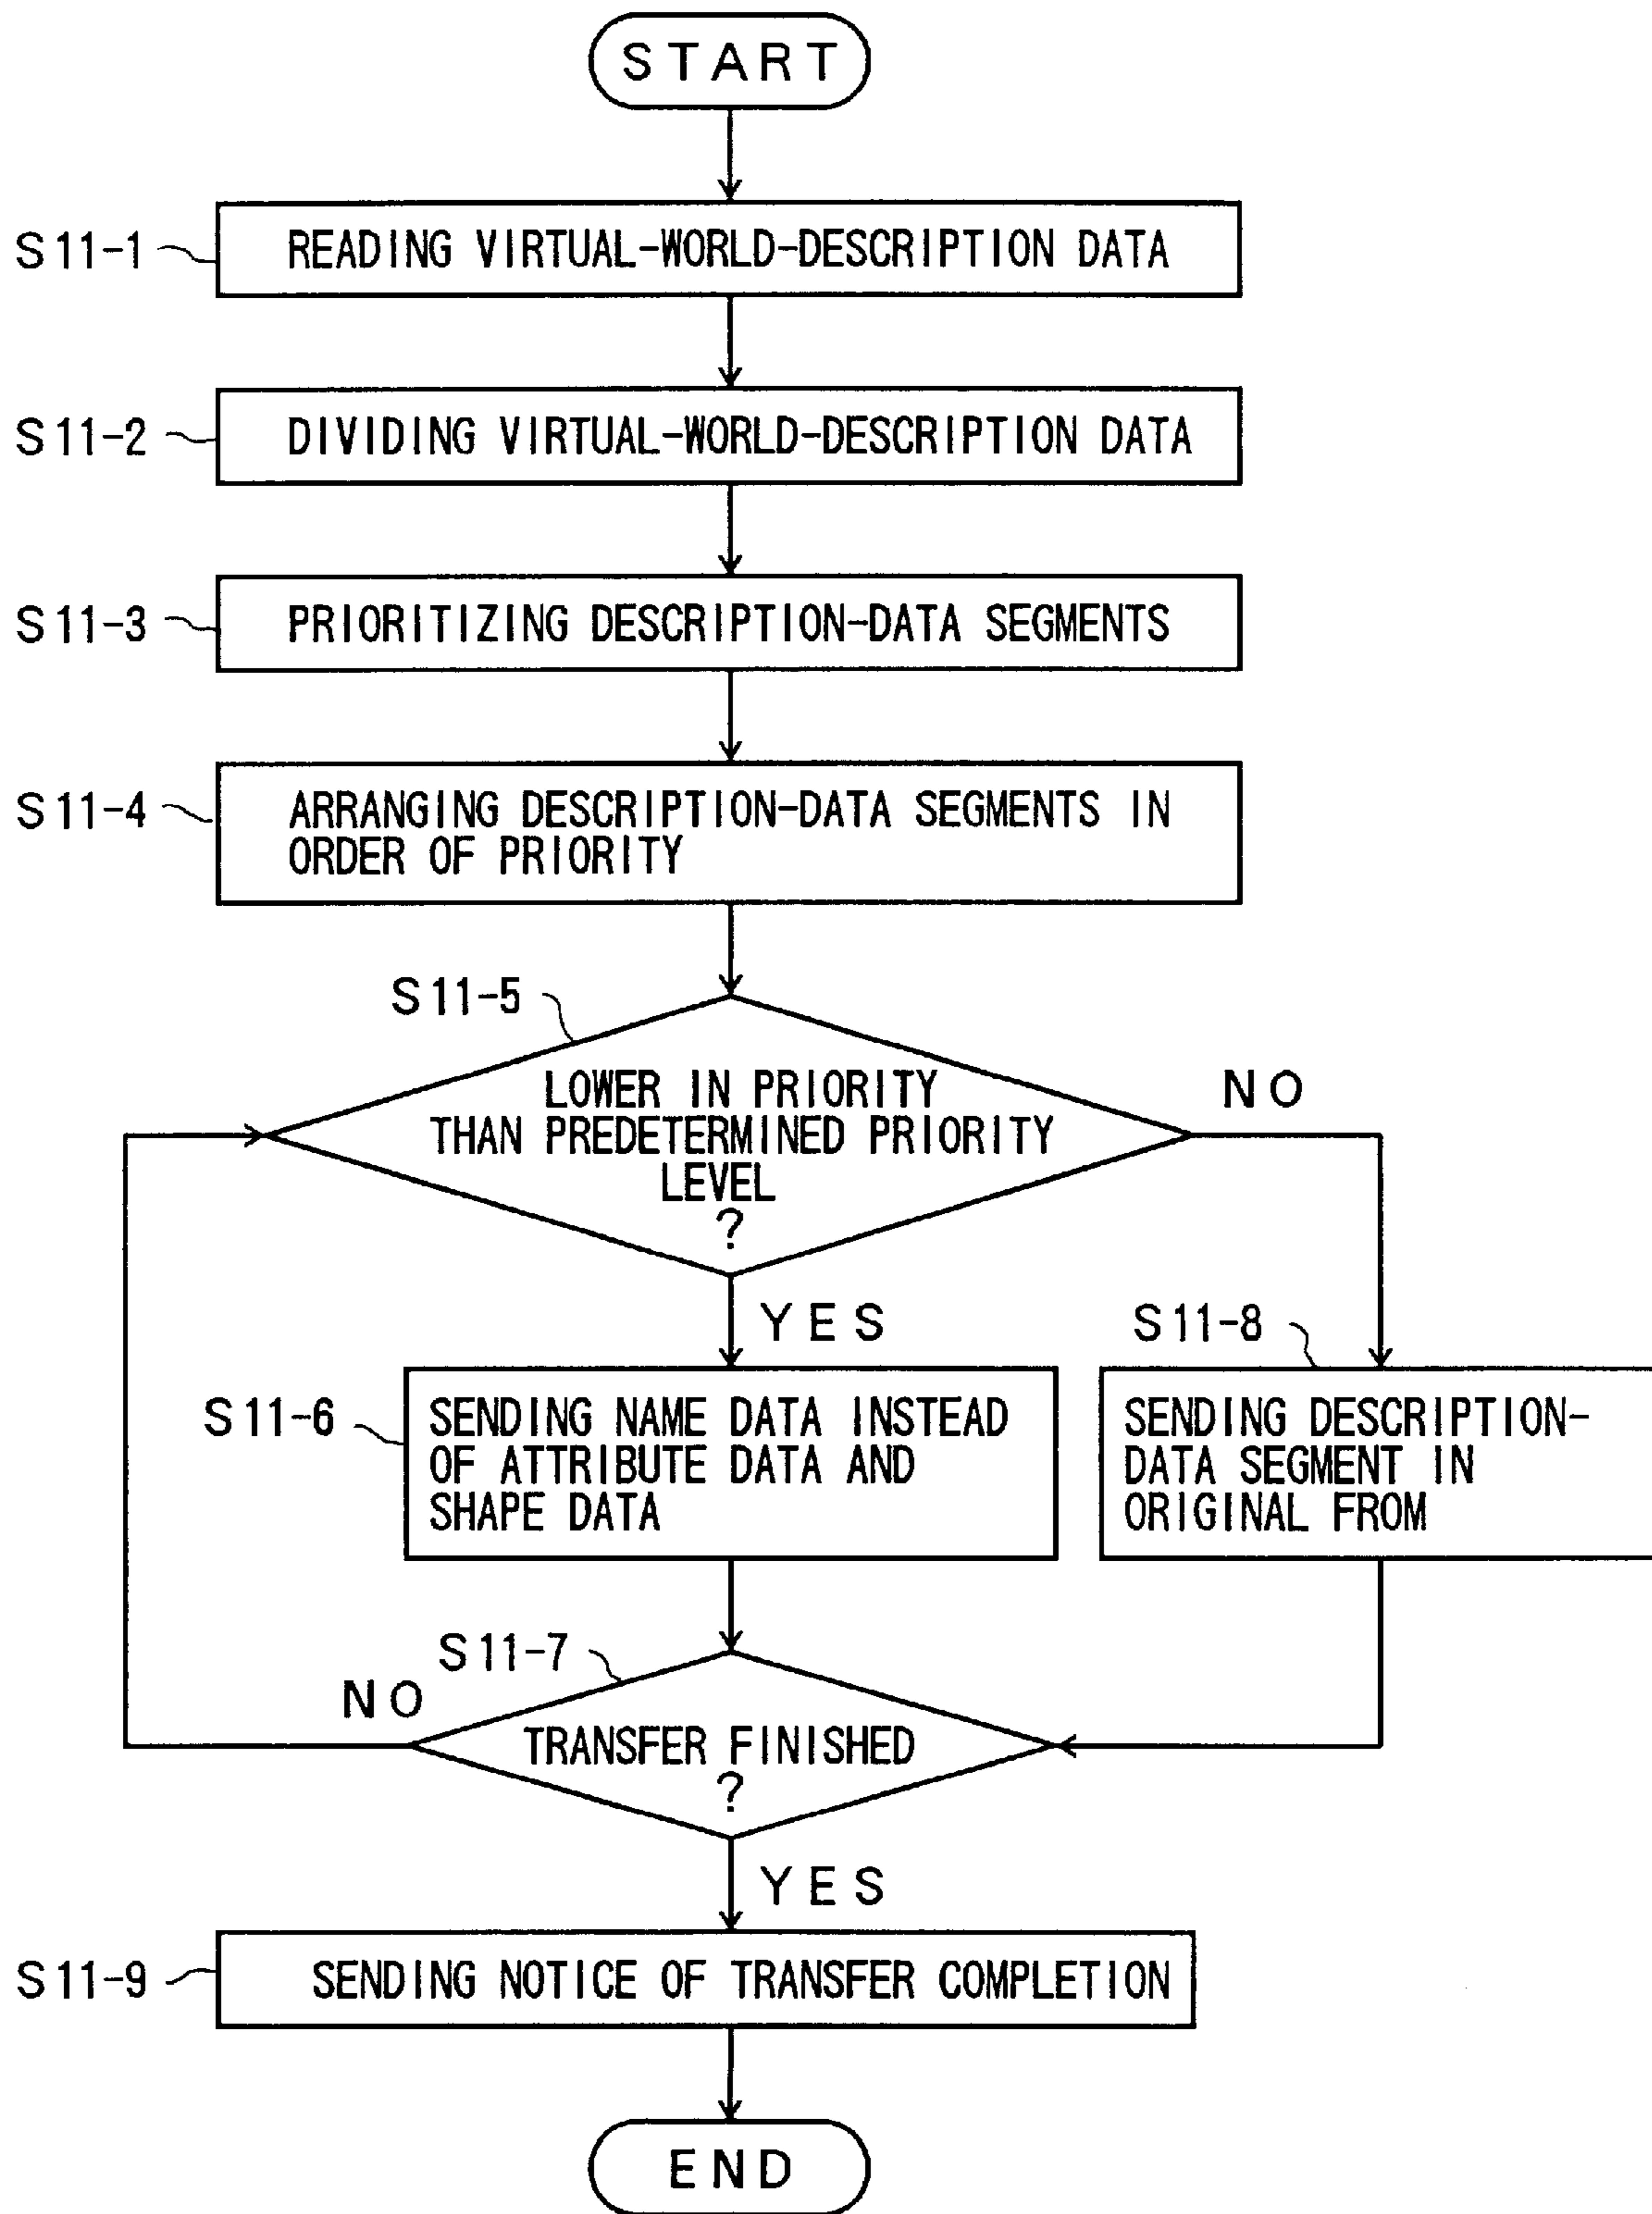 START
S11-1
READING VIRTUAL-WORLD-DESCRIPTION DATA
S11-2
DIVIDING VIRTUAL-WORLD-DESCRIPTION DATA
S11-3
PRIORITIZING DESCRIPTION-DATA SEGMENTS
S11-4
ARRANGING DESCRIPTION-DATA SEGMENTS IN
ORDER OF PRIORITY
S11-5
LOWER IN PRIORITY
THAN PREDETERMINED PRIORITY
LEVEL
?
NO
YES
S11-6
SENDING NAME DATA INSTEAD
OF ATTRIBUTE DATA AND
SHAPE DATA
S11-8
SENDING DESCRIPTION-
DATA SEGMENT IN
ORIGINAL FROM
S11-7
NO
TRANSFER FINISHED
?
YES
S11-9
SENDING NOTICE OF TRANSFER COMPLETION
END